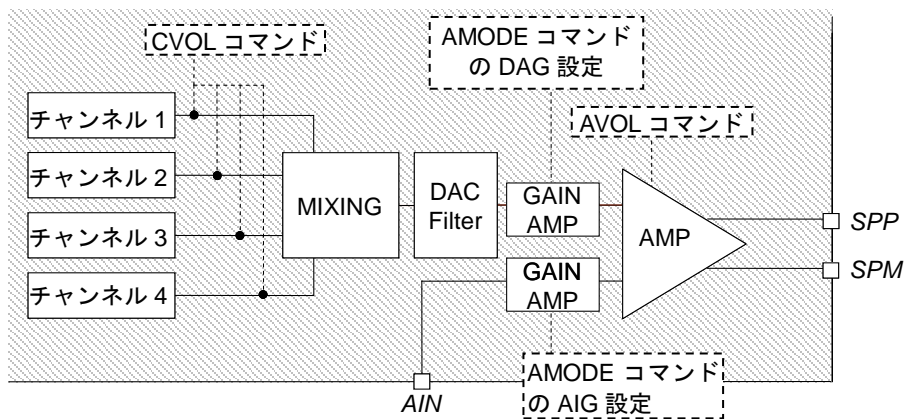 CVOL コマンド
AMODE コマンド
の DAG 設定
AVOL コマンド
チャンネル 1
チャンネル 2
チャンネル 3
チャンネル 4
MIXING
DAC
Filter
GAIN
AMP
GAIN
AMP
AMP
SPP
SPM
AIN
AMODE コマンド
の AIG 設定